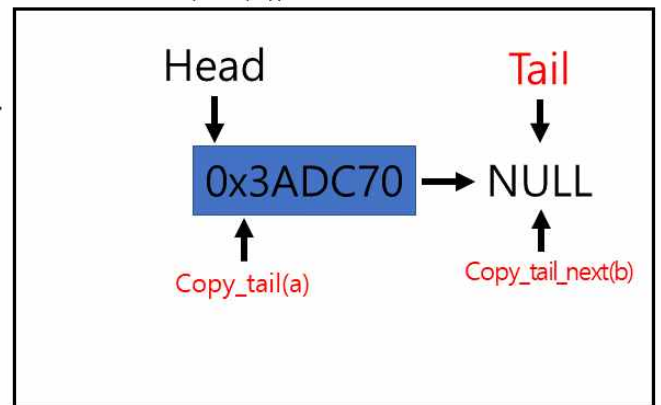 Head
Tail
0x3ADC70
NULL
Copy_tail(a)
Copy_tail_next(b)